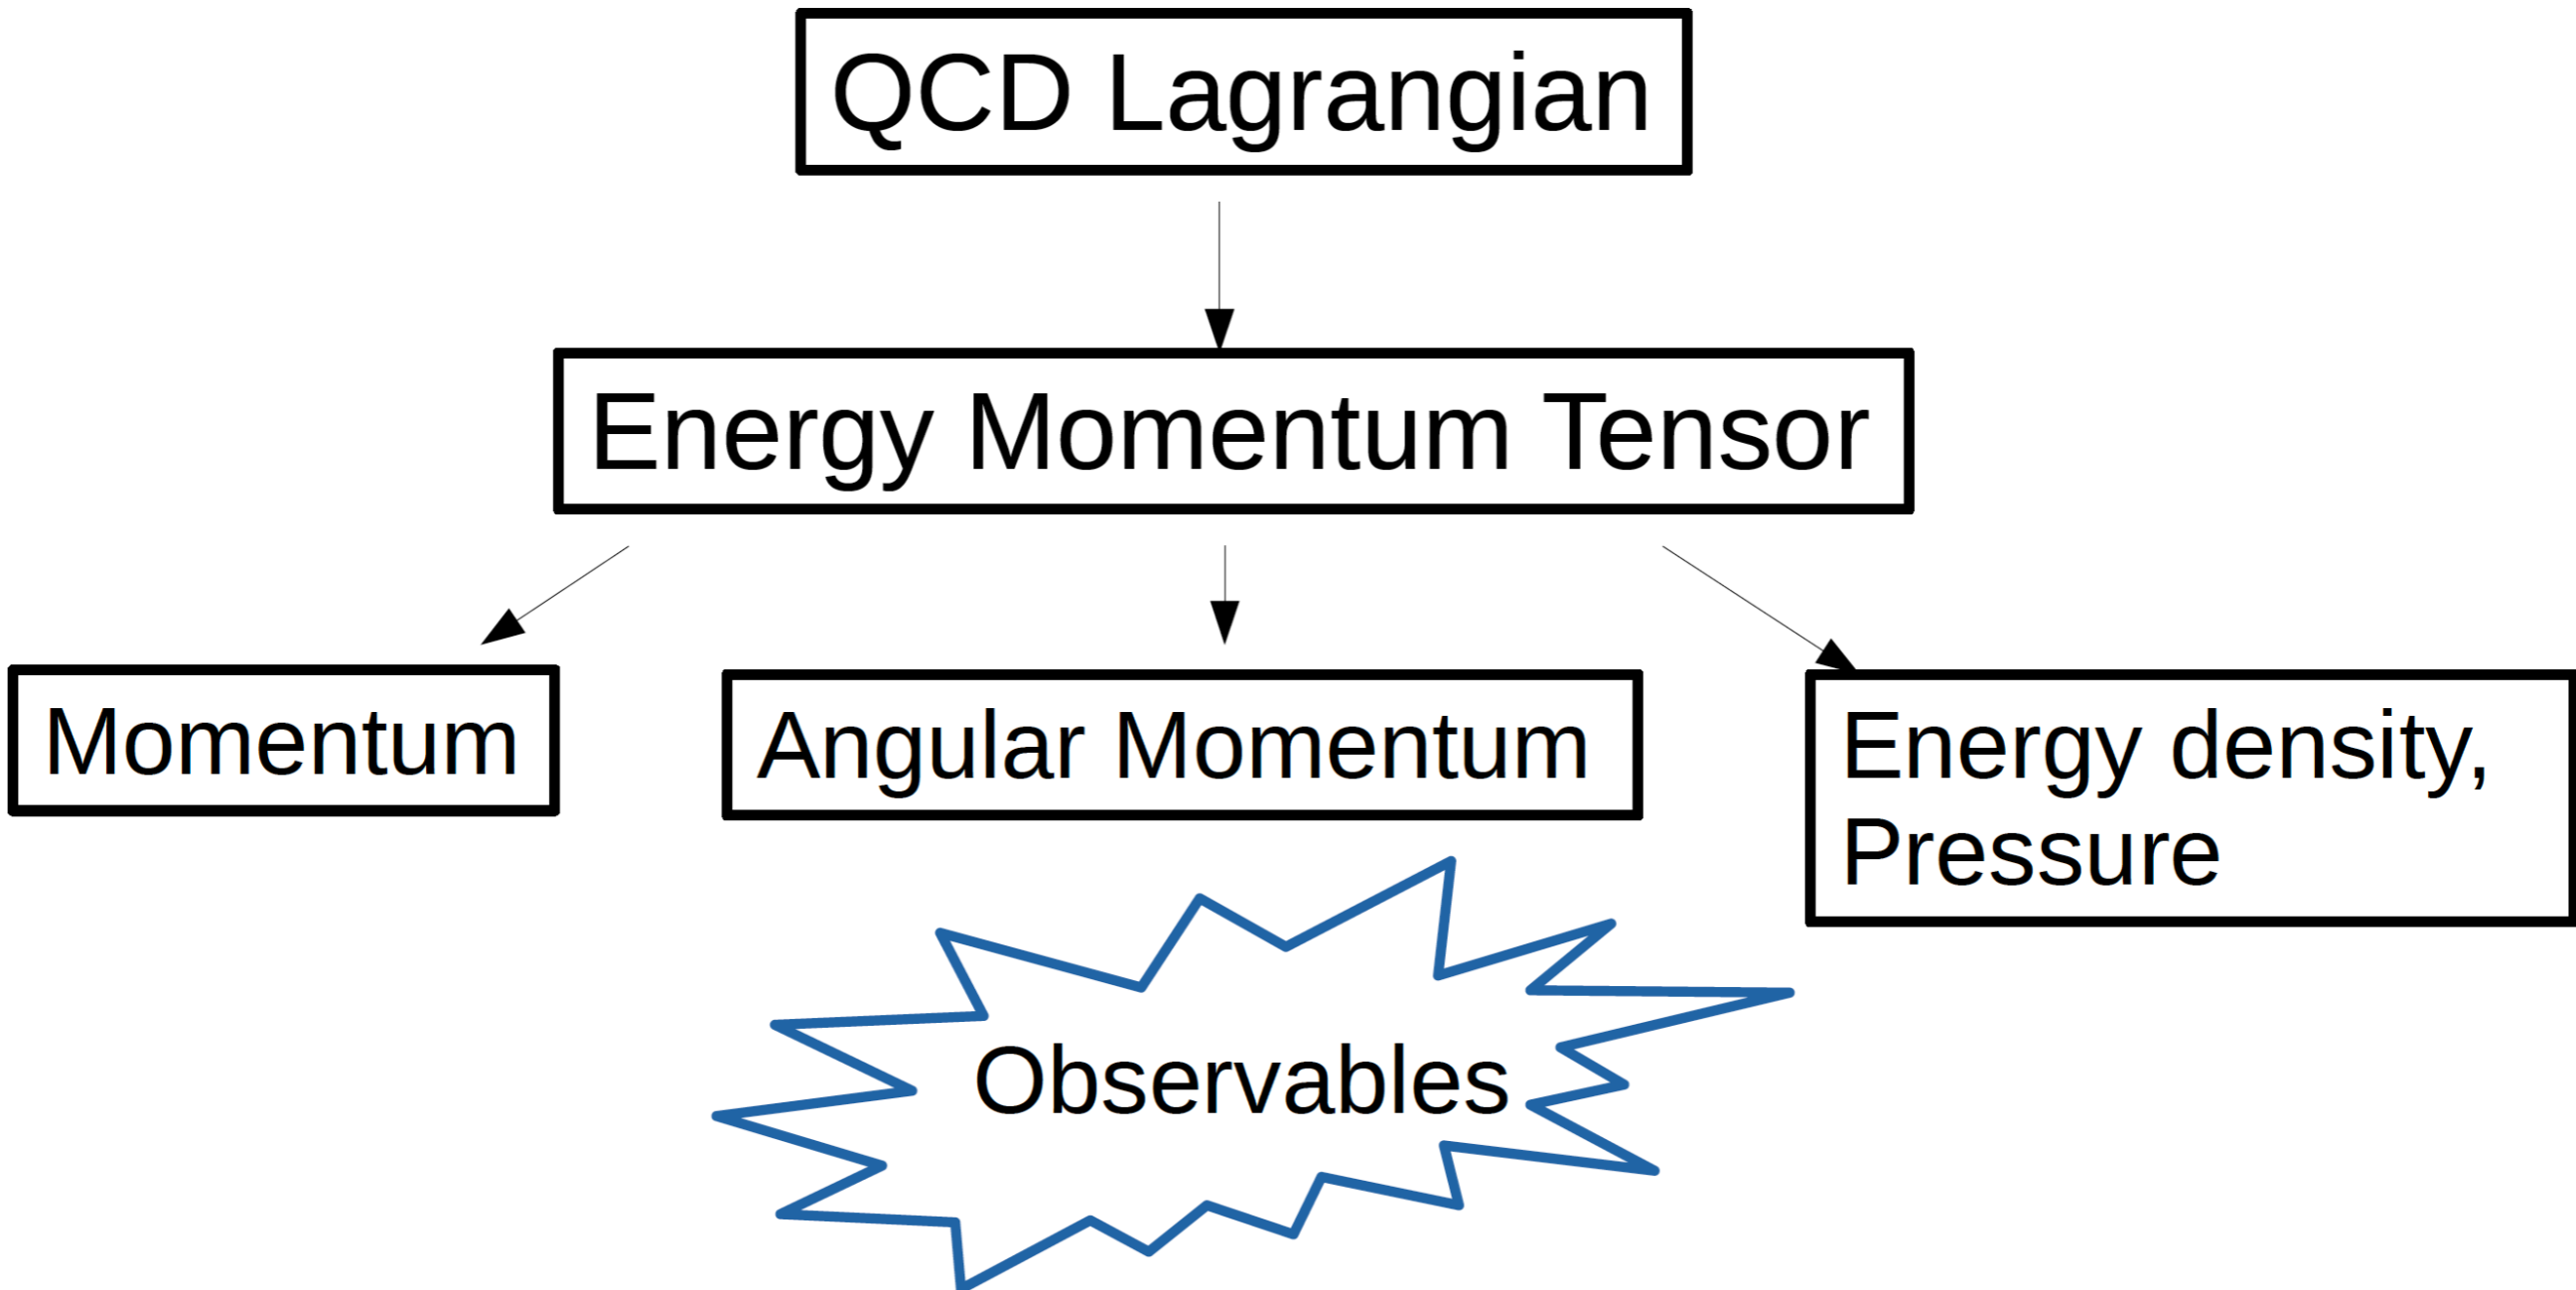 QCD Lagrangian
Energy Momentum Tensor
Momentum
Angular Momentum
Energy density,
Pressure
Observables